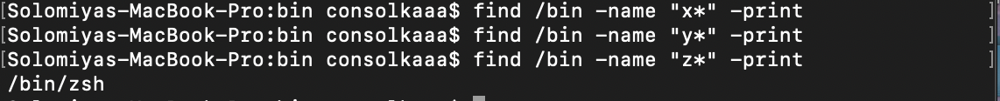 [Solomiyas-MacBook-Pro:bin consolkaaa$ find /bin -name "x*" -print ]
[Solomiyas-MacBook-Pro:bin consolkaaa$ find /bin -name "y*" -print ]
[Solomiyas-MacBook-Pro:bin consolkaaa$ find /bin -name "z*" -print ]
/bin/zsh